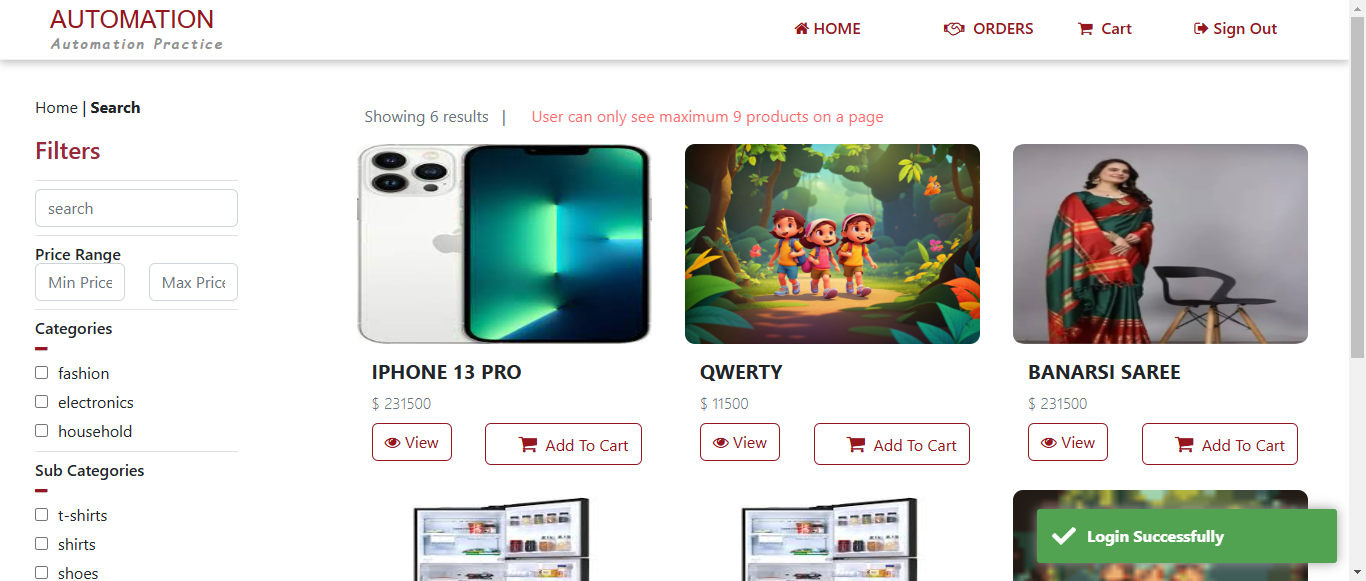 AUTOMATION
Automation Practice
HOME
ORDERS
Cart
Sign Out
Home | Search
Showing 6 results |
User can only see maximum 9 products on a page
Filters
search
Price Range
Min Price
Max Price
Categories
fashion
electronics
household
Sub Categories
t-shirts
shirts
shoes
IPHONE 13 PRO
$ 231500
View
Add To Cart
QWERTY
$ 11500
View
Add To Cart
BANARSI SAREE
$ 231500
View
Add To Cart
Login Successfully